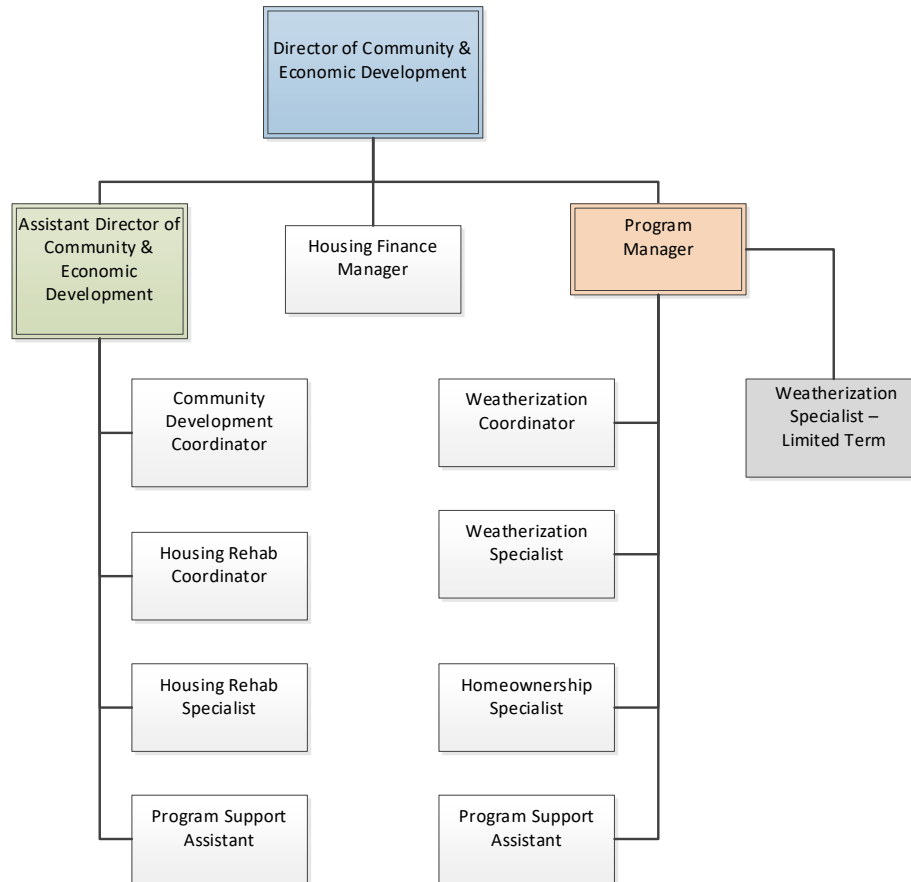 Director of Community &
Economic Development
Assistant Director of
Community &
Economic
Development
Housing Finance
Manager
Program
Manager
Community
Development
Coordinator
Weatherization
Coordinator
Weatherization
Specialist –
Limited Term
Housing Rehab
Coordinator
Weatherization
Specialist
Housing Rehab
Specialist
Homeownership
Specialist
Program Support
Assistant
Program Support
Assistant